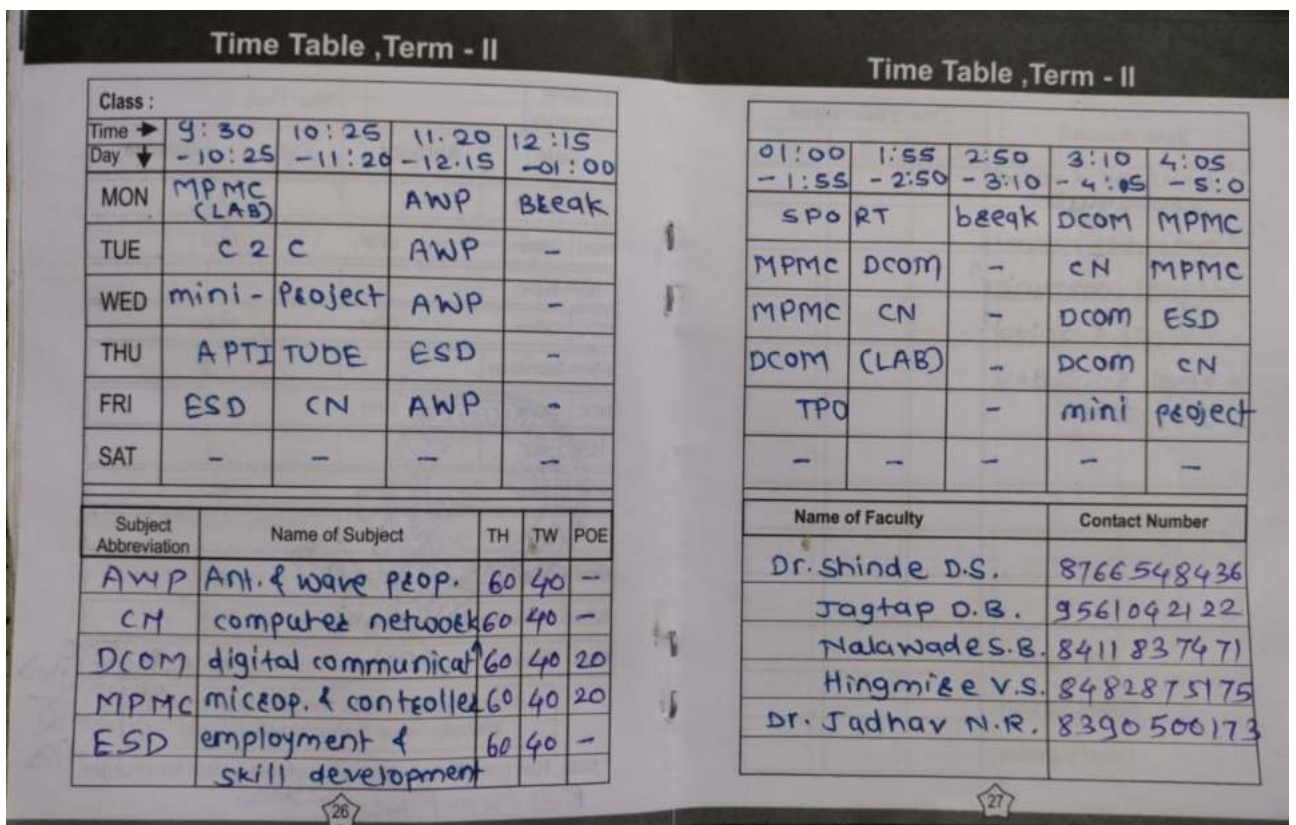 Time Table ,Term - II
Class :
Time 9:30 10:25 11.20 12:15
Day -10:25 -11:20 -12.15 -01:00
MON MPMC (LAB) AWP Break
TUE C2C AWP -
WED mini-Project AWP -
THU APTITUDE ESD -
FRI ESD CN AWP -
SAT - - - -
Subject Abbreviation Name of Subject TH TW POE
AWP Ant. & wave prop. 60 40 -
CN computer network 60 40 -
DCOM digital communicatn 60 40 20
MPMC microp. & controller 60 40 20
ESD employment & 60 40 -
skill development
26
Time Table ,Term - II
01:00 1:55 2:50 3:10 4:05
-1:55 -2:50 -3:10 -4:05 -5:0
SPORT break DCOM MPMC
MPMC DCOM - CN MPMC
MPMC CN - DCOM ESD
DCOM (LAB) - DCOM CN
TPO - mini project
- - - - -
Name of Faculty Contact Number
Dr. Shinde D.S. 8766548436
Jagtap D.B. 9561042122
Nalawade S.B. 8411837471
Hingmire V.S. 8482875175
Dr. Jadhav N.R. 8390500173
27